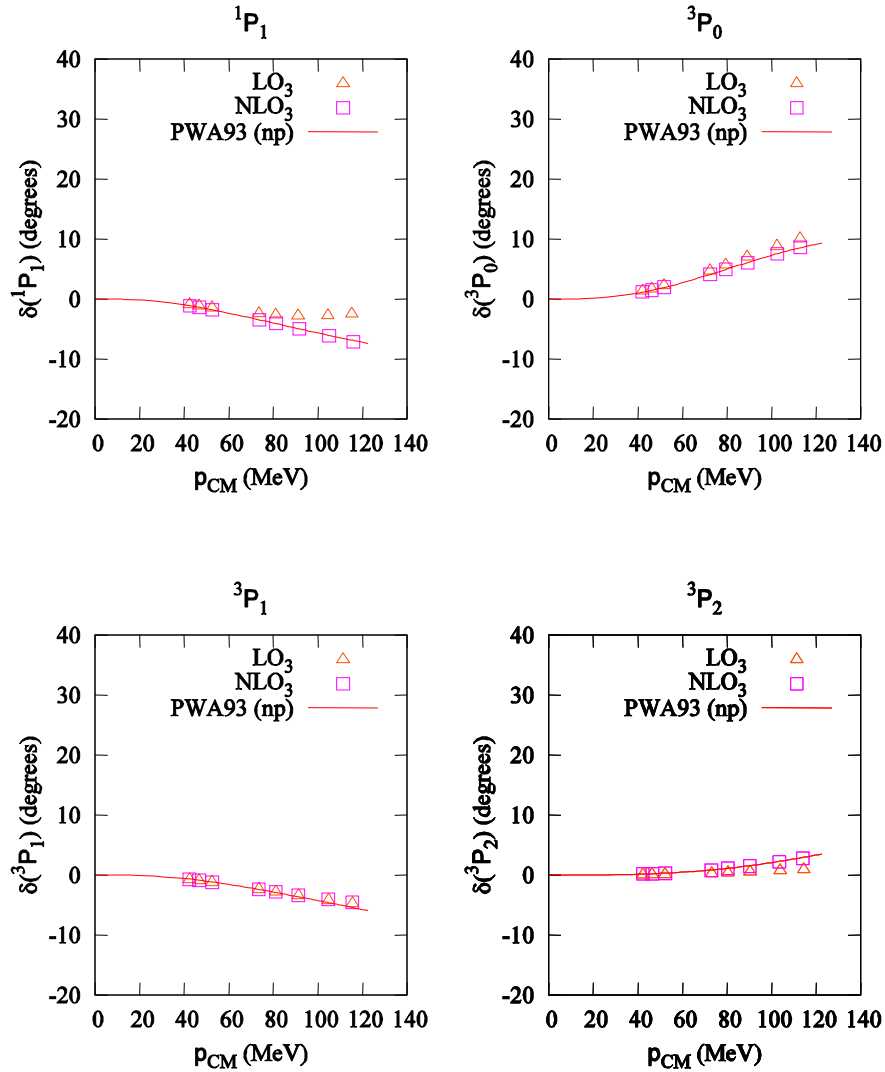 ¹P₁
40
30
20
10
0
-10
-20
δ(¹P₁) (degrees)
LO₃
NLO₃
PWA93 (np)
0 20 40 60 80 100 120 140
p_CM (MeV)
³P₀
40
30
20
10
0
-10
-20
δ(³P₀) (degrees)
LO₃
NLO₃
PWA93 (np)
0 20 40 60 80 100 120 140
p_CM (MeV)
³P₁
40
30
20
10
0
-10
-20
δ(³P₁) (degrees)
LO₃
NLO₃
PWA93 (np)
0 20 40 60 80 100 120 140
p_CM (MeV)
³P₂
40
30
20
10
0
-10
-20
δ(³P₂) (degrees)
LO₃
NLO₃
PWA93 (np)
0 20 40 60 80 100 120 140
p_CM (MeV)